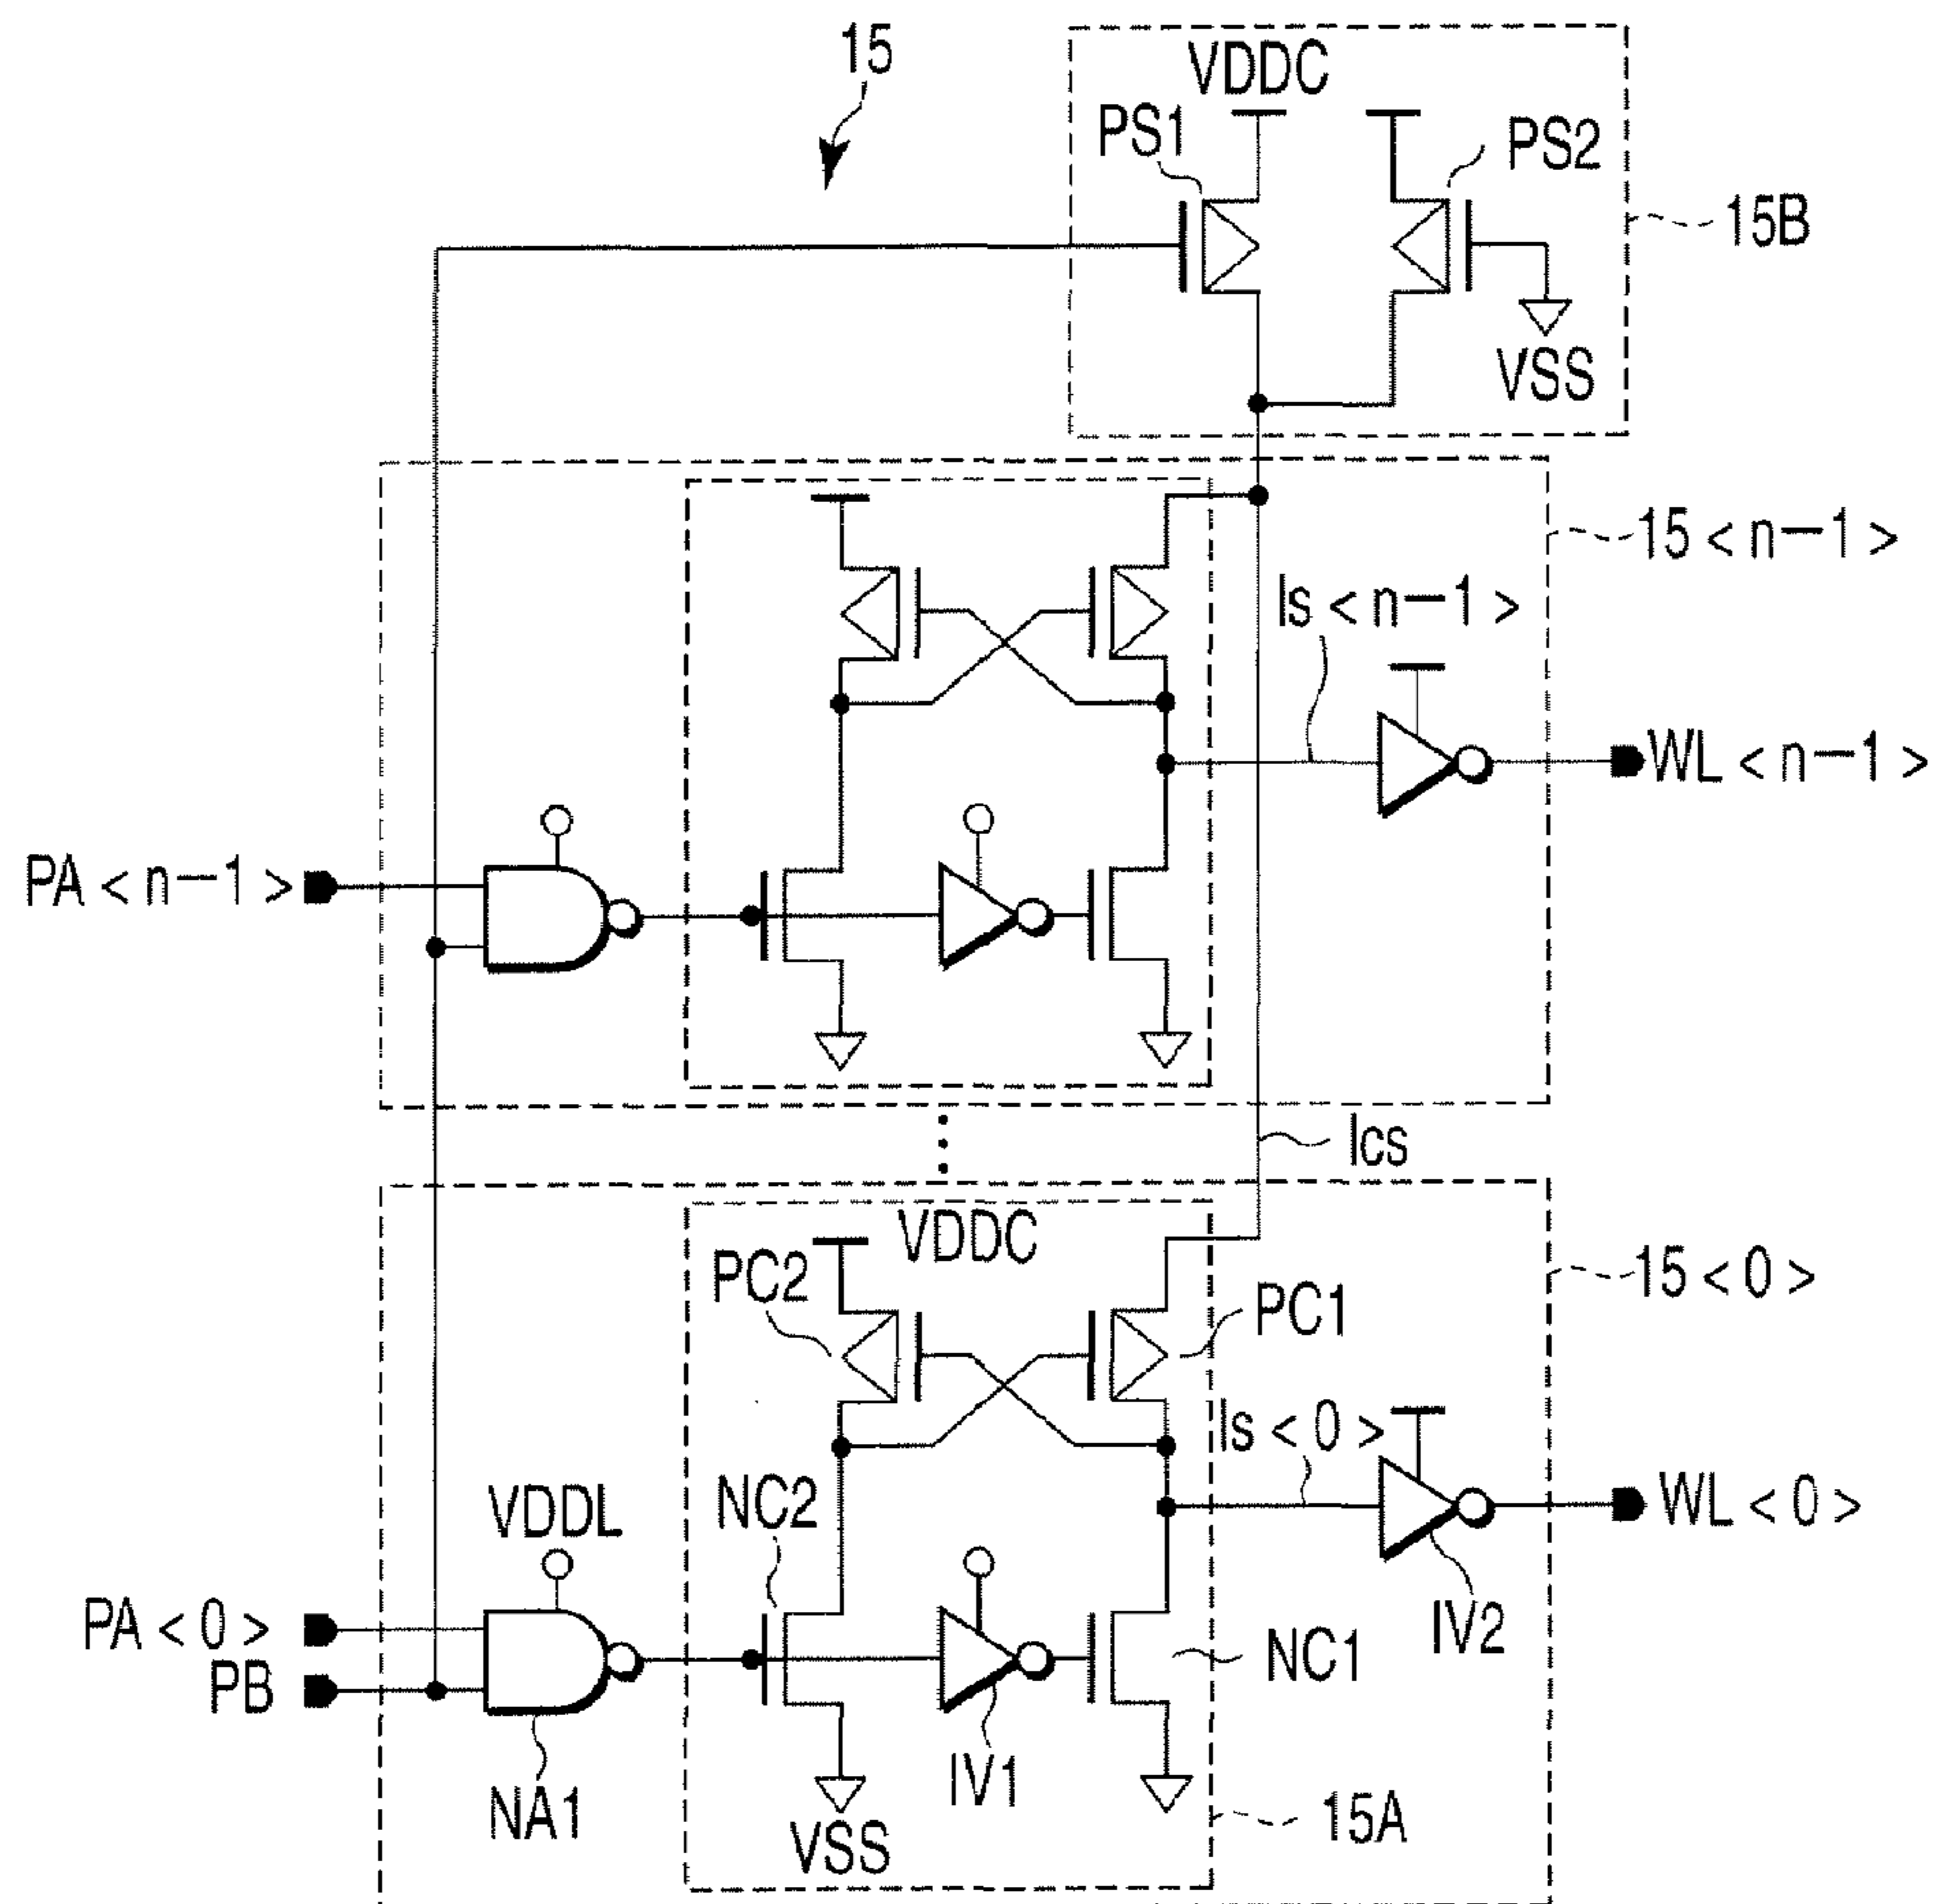 15
VDDC
PS1
PS2
15B
VSS
15 < n−1 >
Is < n−1 >
WL < n−1 >
PA < n−1 >
Ics
VDDC
PC2
PC1
15 < 0 >
Is < 0 >
NC2
VDDL
WL < 0 >
PA < 0 >
PB
IV2
NC1
NA1
IV1
VSS
15A